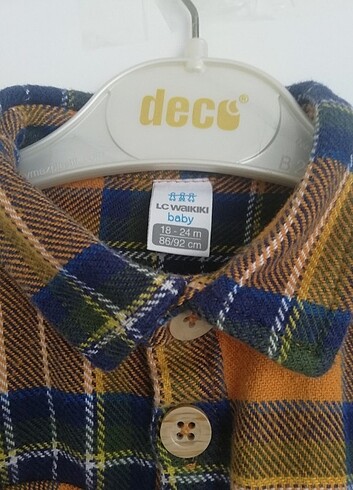 deco
LC WAIKIKI
baby
18 - 24 m
86/92 cm